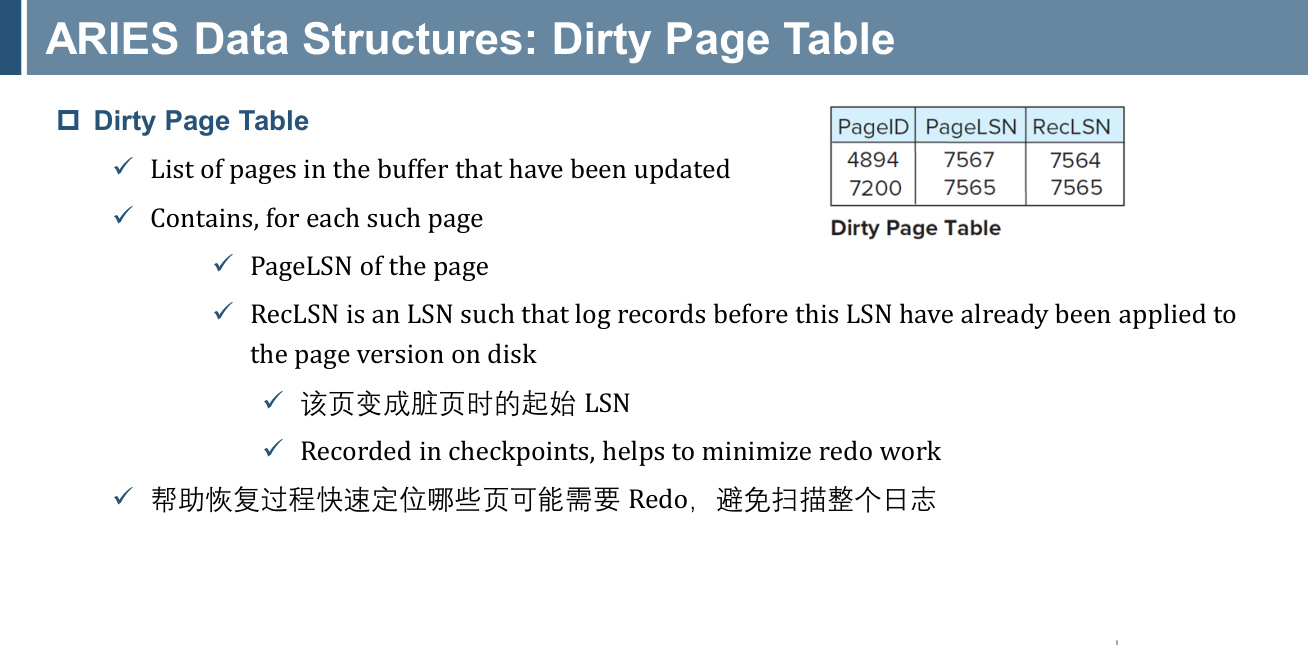 ARIES Data Structures: Dirty Page Table
Dirty Page Table
List of pages in the buffer that have been updated
Contains, for each such page
PageLSN of the page
RecLSN is an LSN such that log records before this LSN have already been applied to
the page version on disk
该页变成脏页时的起始 LSN
Recorded in checkpoints, helps to minimize redo work
帮助恢复过程快速定位哪些页可能需要 Redo，避免扫描整个日志
PageID PageLSN RecLSN
4894 7567 7564
7200 7565 7565
Dirty Page Table